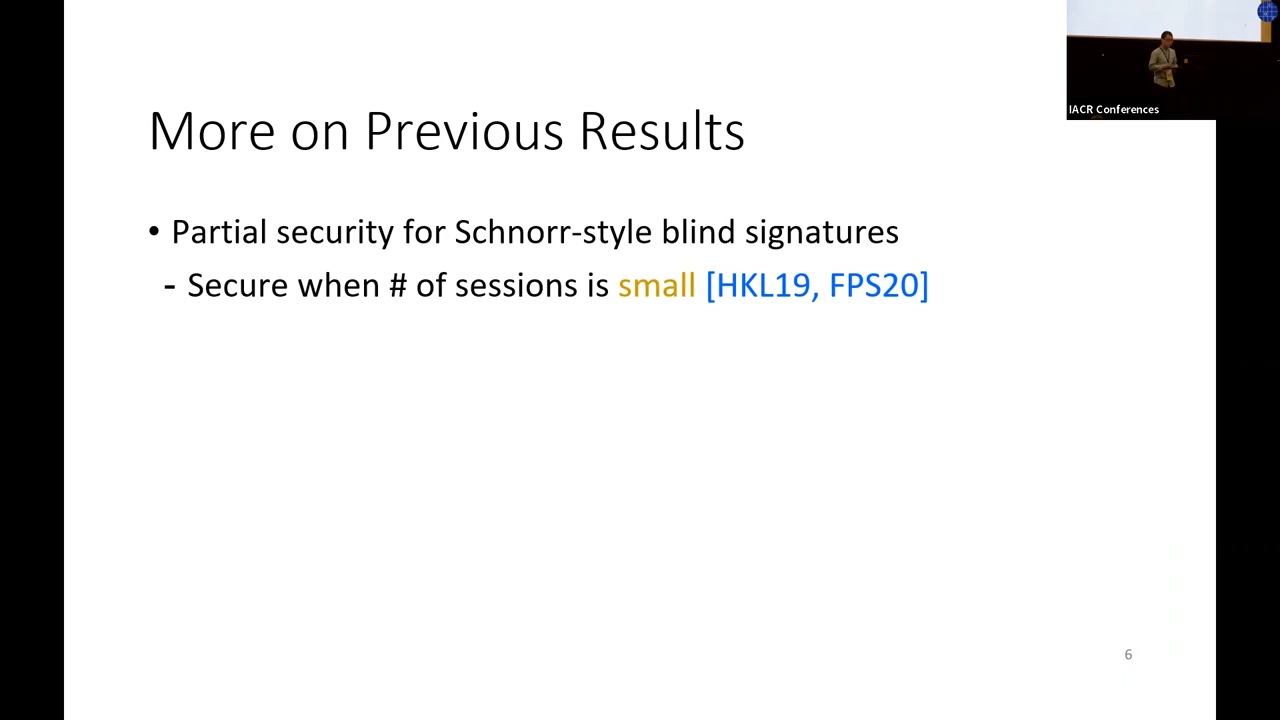 IACR Conferences
More on Previous Results
• Partial security for Schnorr-style blind signatures
- Secure when # of sessions is small [HKL19, FPS20]
6